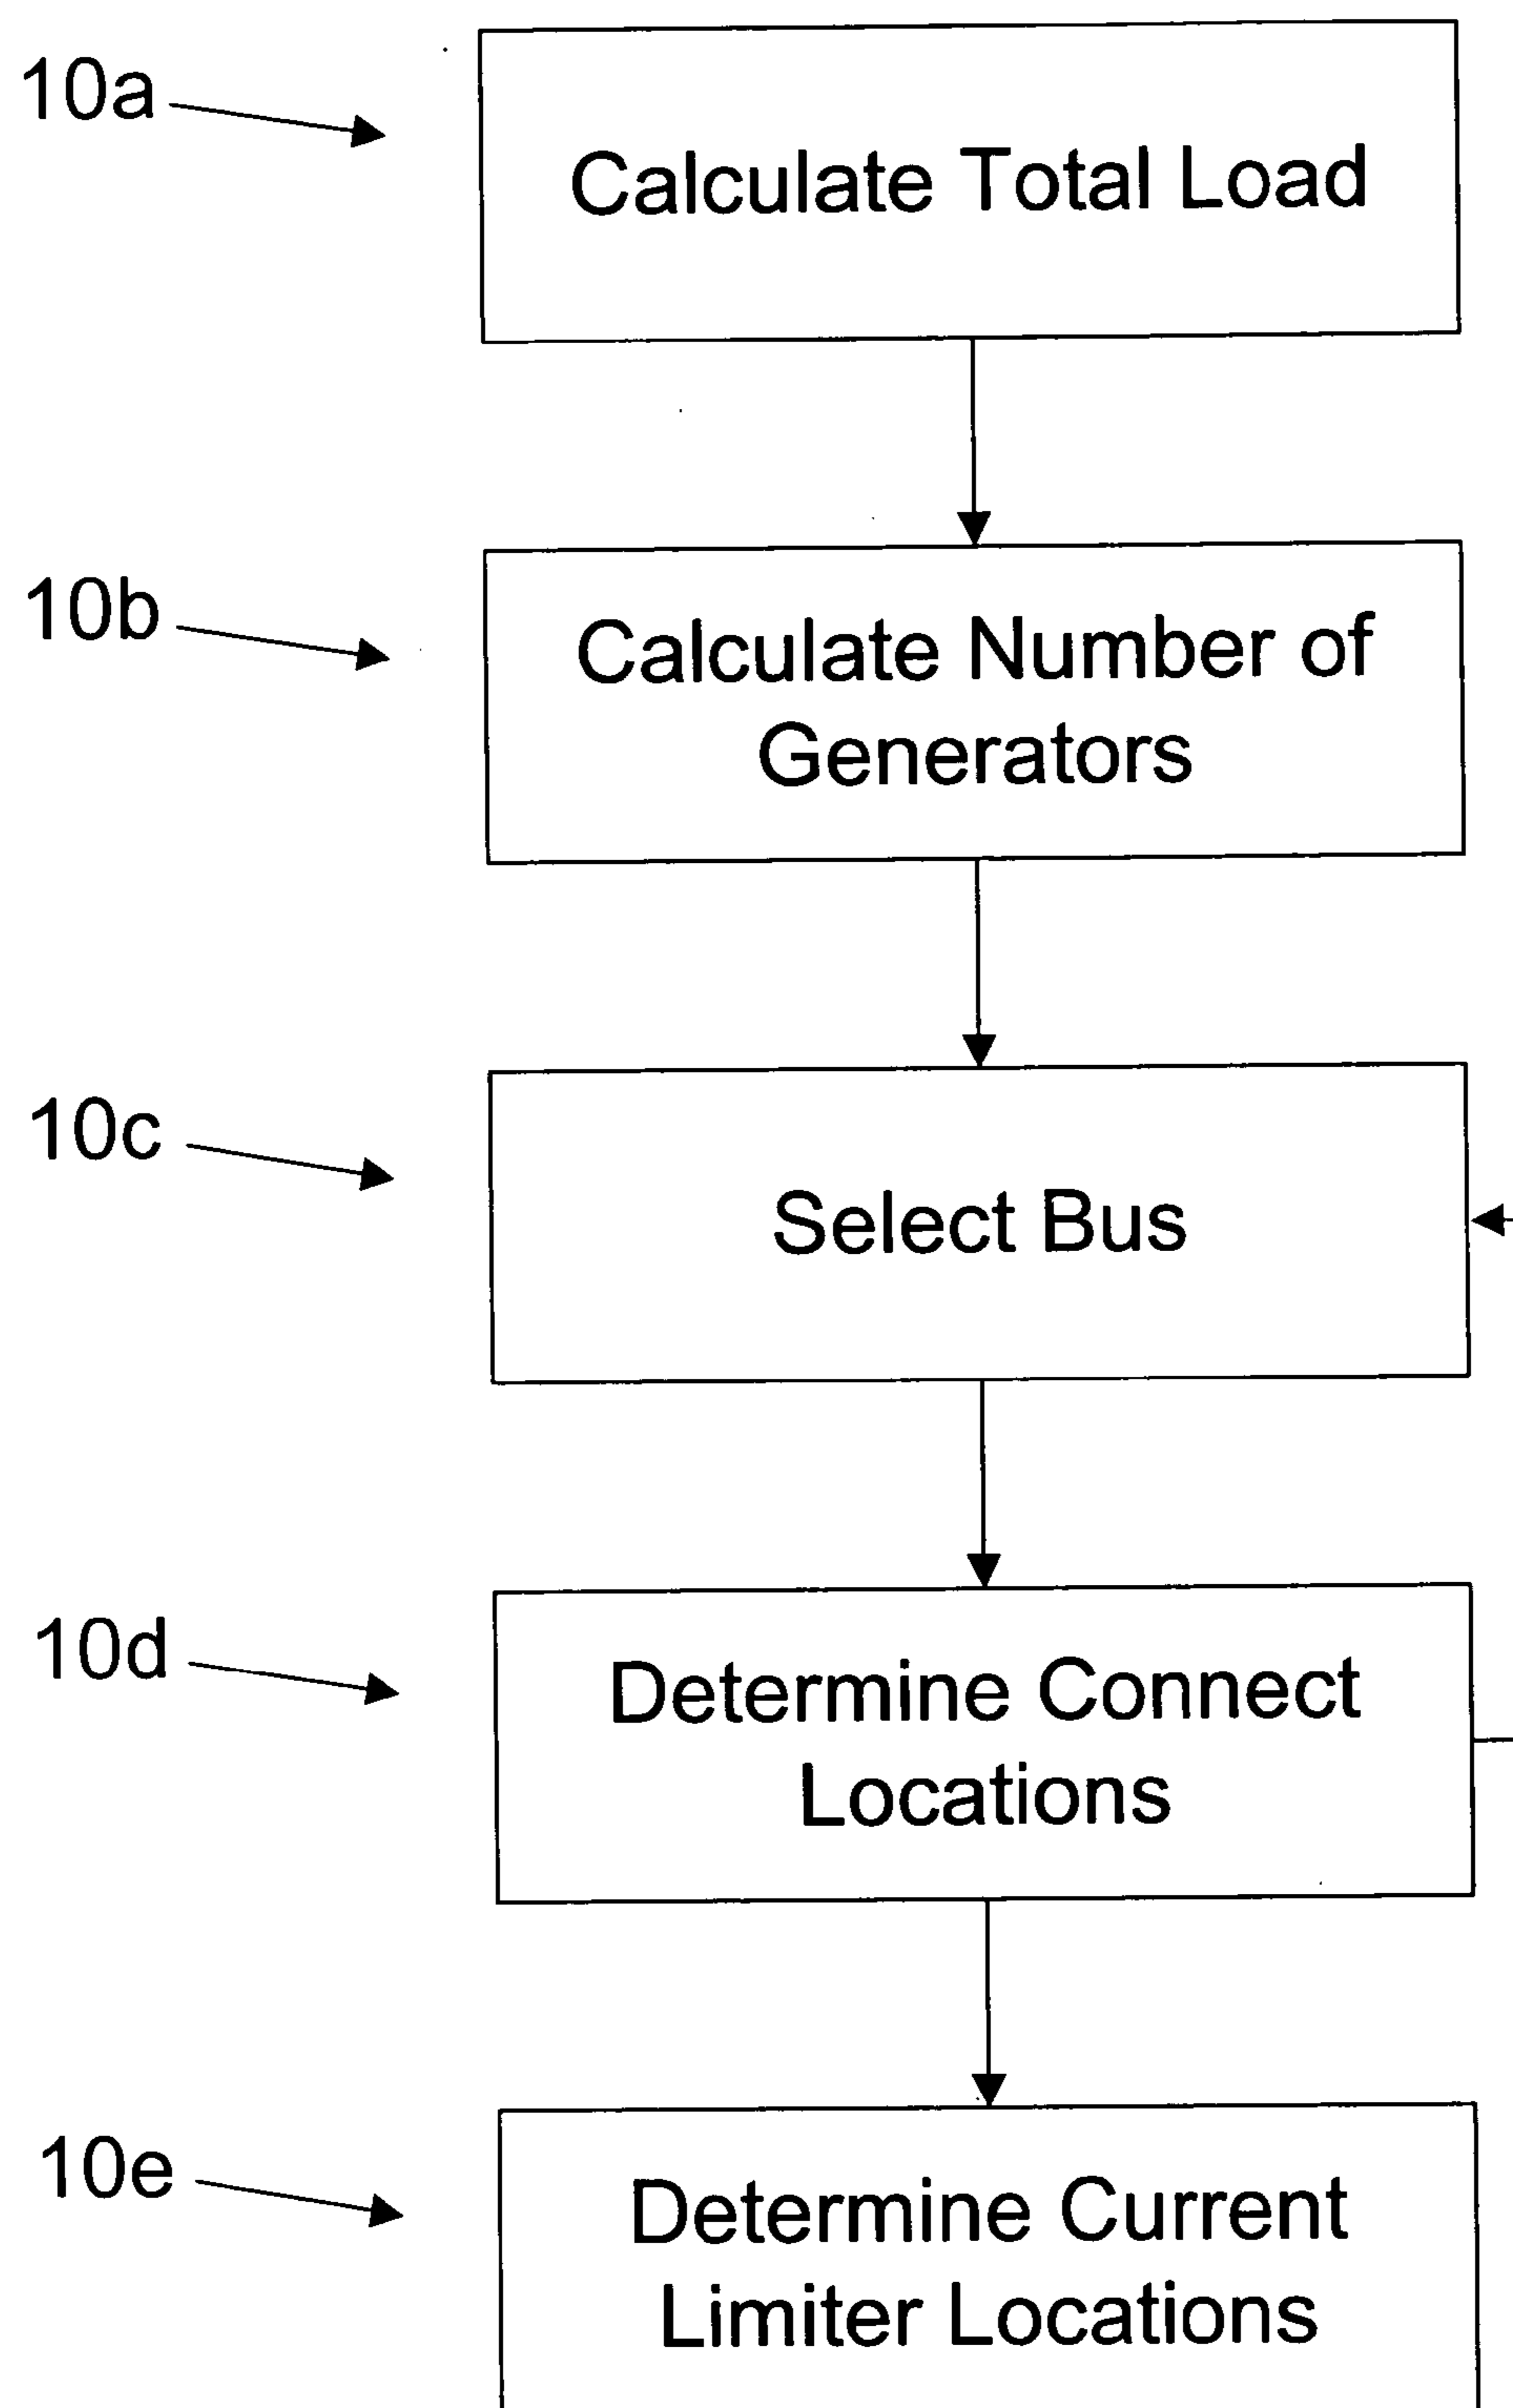 10a
Calculate Total Load
10b
Calculate Number of
Generators
10c
Select Bus
10d
Determine Connect
Locations
10e
Determine Current
Limiter Locations